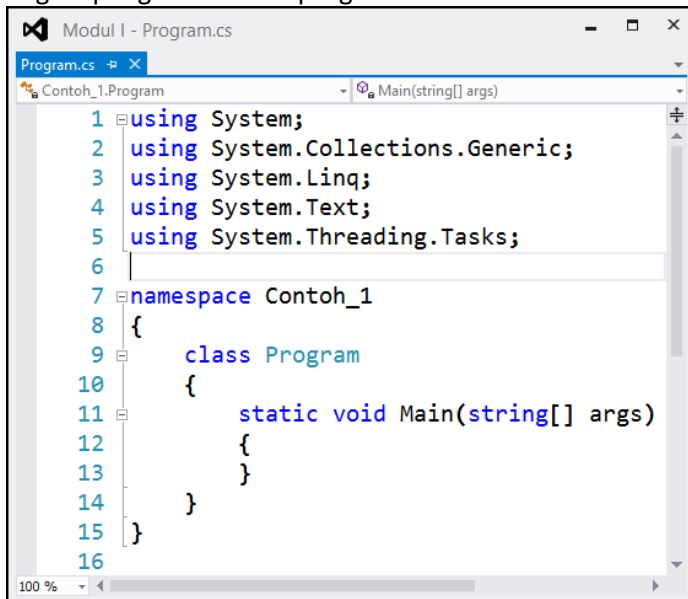 Modul I - Program.cs
Program.cs
Contoh_1.Program
Main(string[] args)
1 using System;
2 using System.Collections.Generic;
3 using System.Linq;
4 using System.Text;
5 using System.Threading.Tasks;
6
7 namespace Contoh_1
8 {
9 class Program
10 {
11 static void Main(string[] args)
12 {
13 }
14 }
15 }
16
100 %